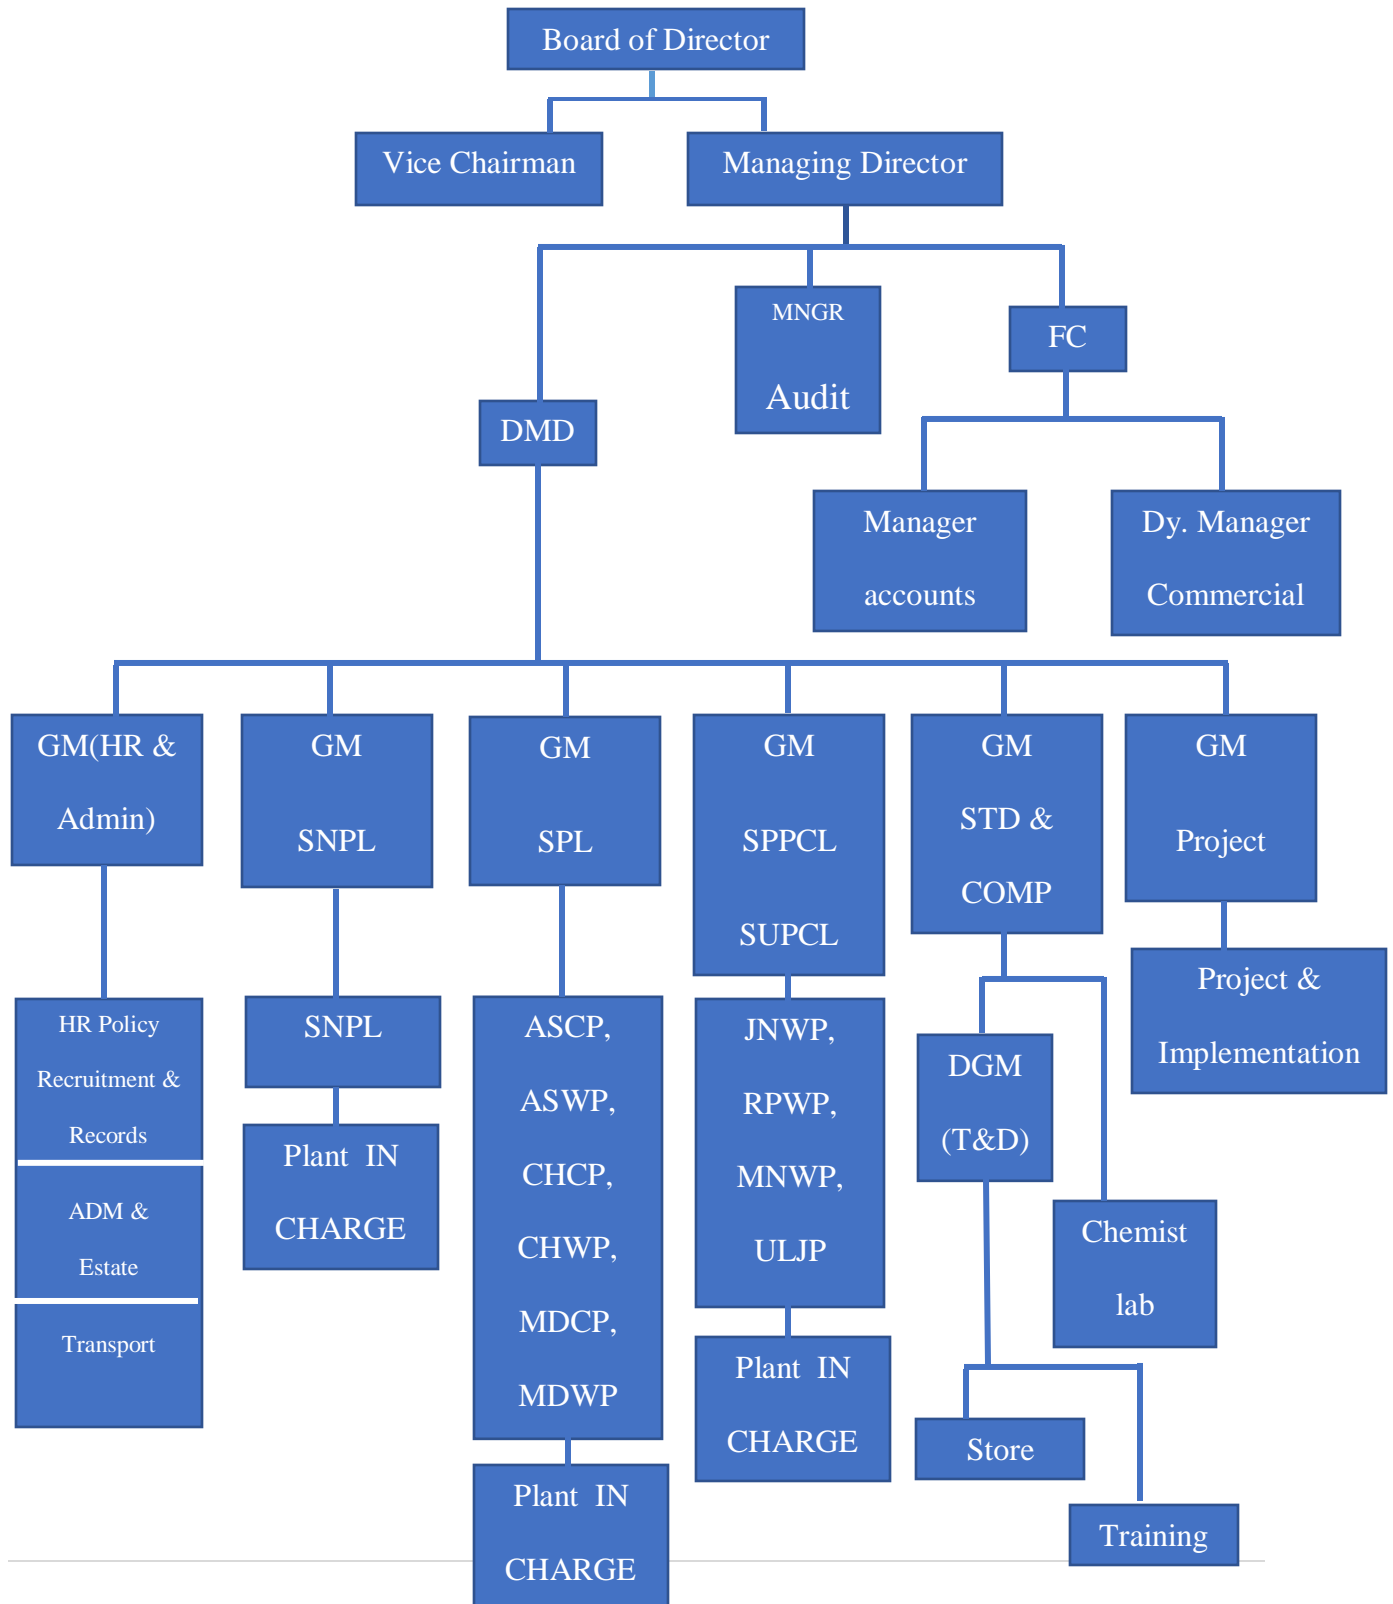 Board of Director
Vice Chairman
Managing Director
MNGR
Audit
FC
DMD
Manager
accounts
Dy. Manager
Commercial
GM(HR &
Admin)
GM
SNPL
GM
SPL
GM
SPPCL
SUPCL
GM
STD &
COMP
GM
Project
HR Policy
Recruitment &
Records
ADM &
Estate
Transport
SNPL
Plant IN
CHARGE
ASCP,
ASWP,
CHCP,
CHWP,
MDCP,
MDWP
Plant IN
CHARGE
JNWP,
RPWP,
MNWP,
ULJP
Plant IN
CHARGE
DGM
(T&D)
Chemist
lab
Store
Training
Project &
Implementation